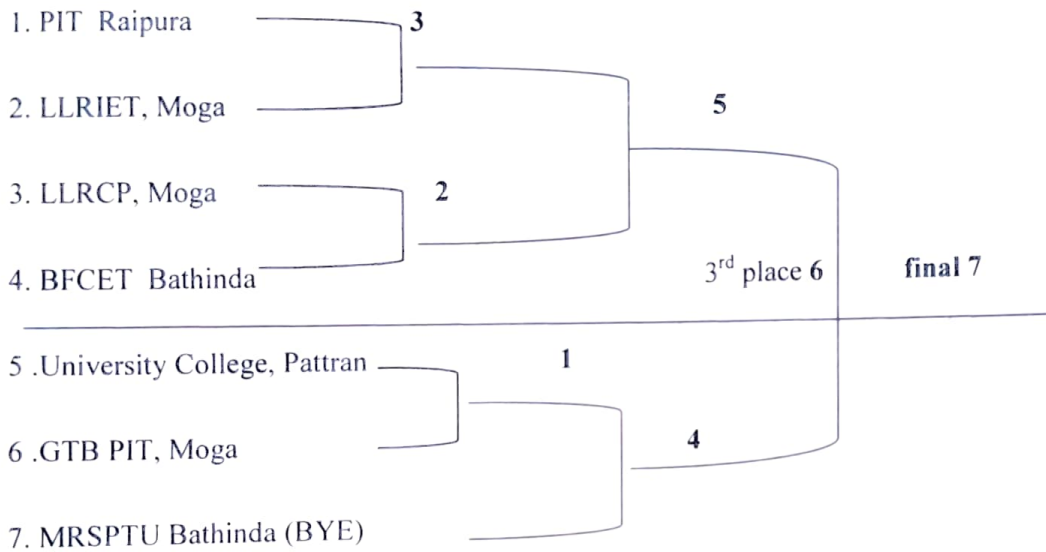 1. PIT Raipura 3
2. LLRIET, Moga
5
3. LLRCP, Moga 2
4. BFCET Bathinda
3rd place 6 final 7
5 .University College, Pattran 1
6 .GTB PIT, Moga 4
7. MRSPTU Bathinda (BYE)